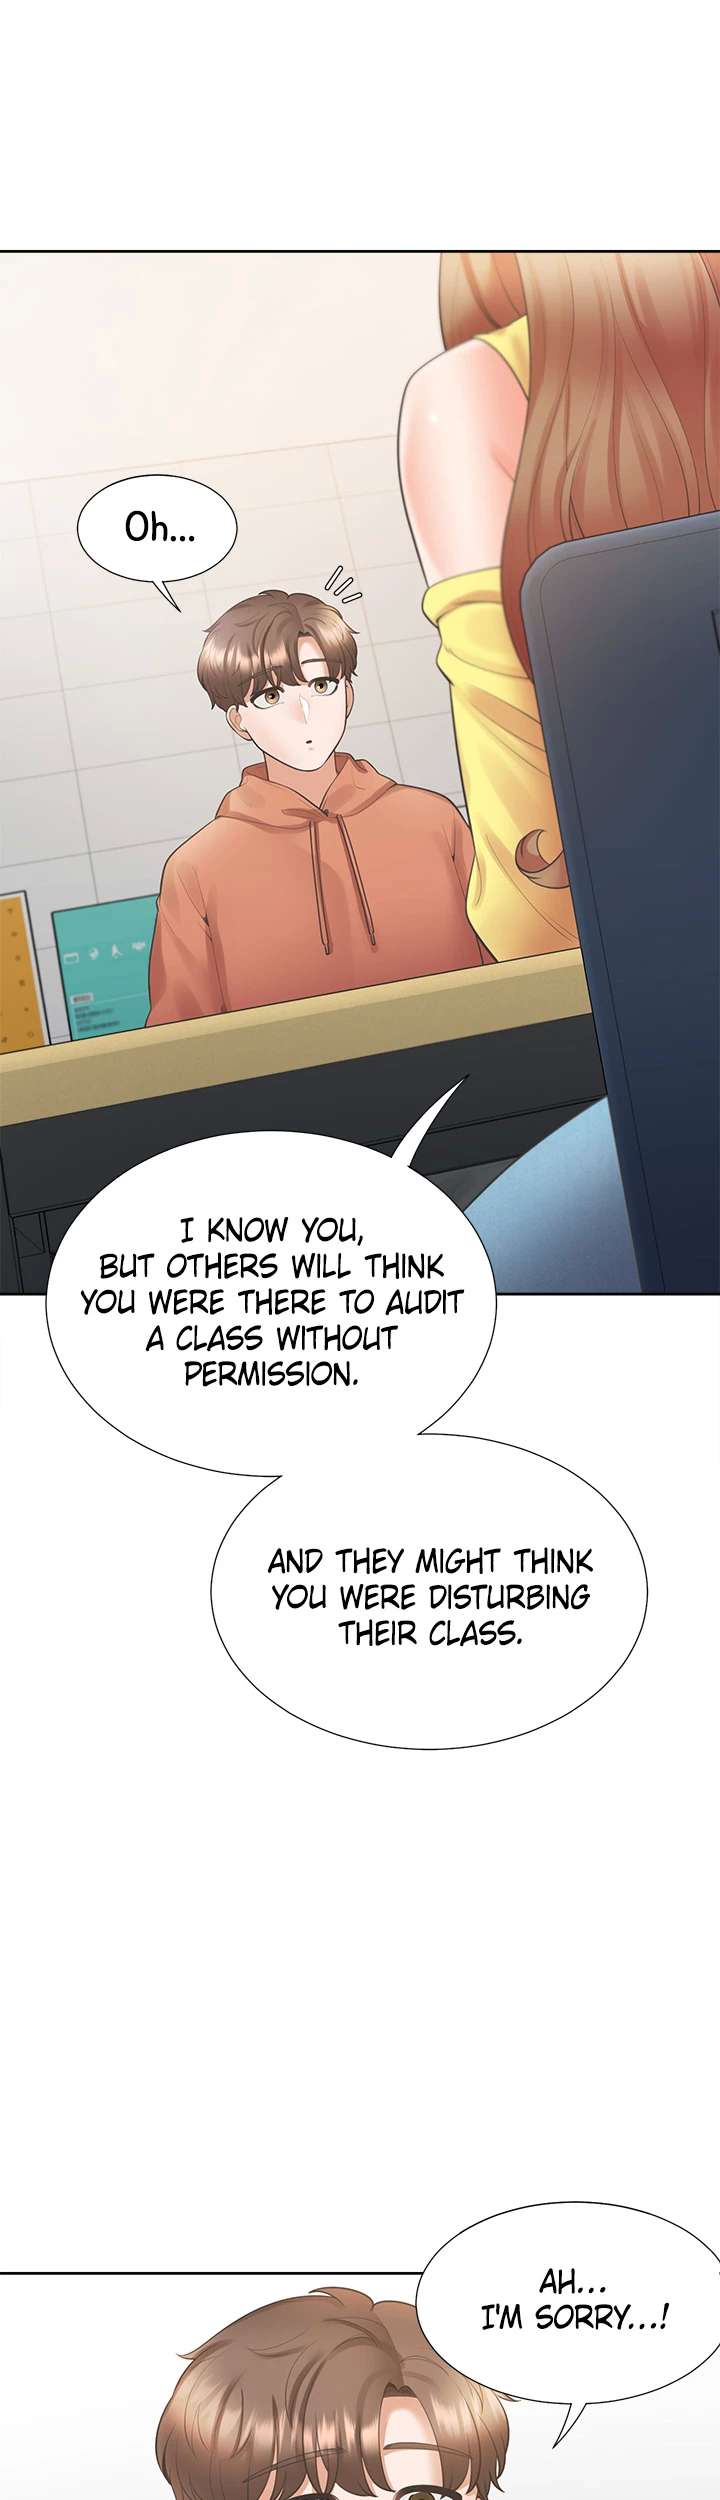 Oh...
I KNOW YOU,
BUT OTHERS WILL THINK
YOU WERE THERE TO AUDIT
A CLASS WITHOUT
PERMISSION.
AND THEY MIGHT THINK
YOU WERE DISTURBING
THEIR CLASS.
AH...
I'M SORRY...!